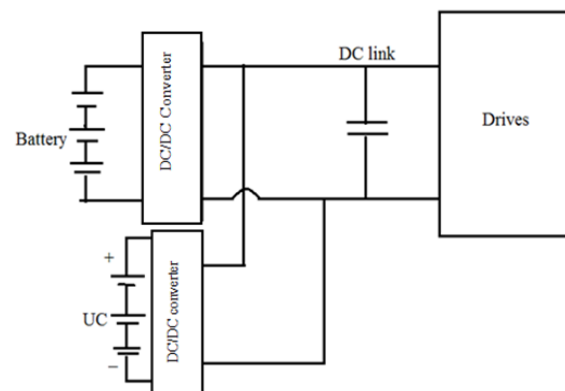 DC/DC Converter
DC link
Battery
Drives
+
UC
−
DC/DC converter